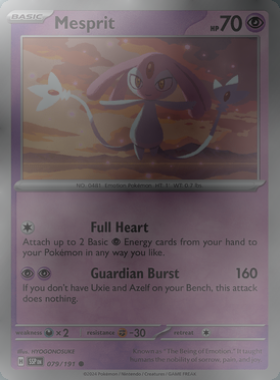 BASIC
Mesprit
HP 70
Full Heart
Attach up to 2 Basic Energy cards from your hand to
your Pokémon in any way you like.
Guardian Burst 160
If you don't have Uxie and Azelf on your Bench, this attack
does nothing.
weakness ×2 resistance -30 retreat